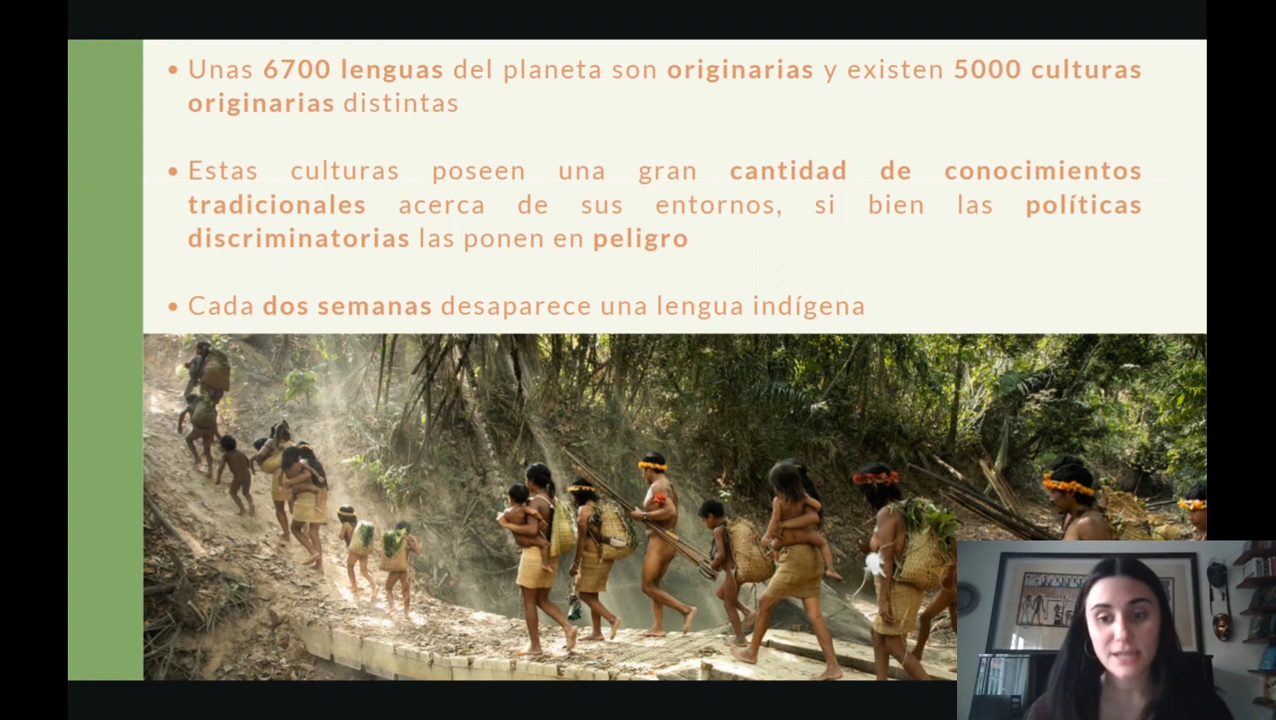 • Unas 6700 lenguas del planeta son originarias y existen 5000 culturas
originarias distintas
• Estas culturas poseen una gran cantidad de conocimientos
tradicionales acerca de sus entornos, si bien las políticas
discriminatorias las ponen en peligro
• Cada dos semanas desaparece una lengua indígena